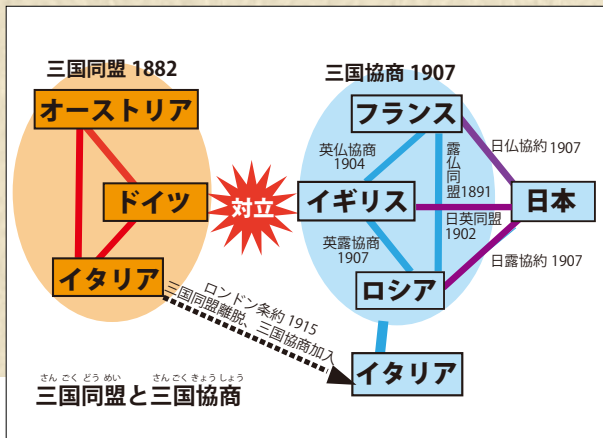 三国同盟 1882
オーストリア
ドイツ
イタリア
対立
三国協商 1907
フランス
英仏協商
1904
露仏同盟1891
日仏協約 1907
イギリス
日英同盟
1902
日本
英露協商
1907
日露協約 1907
ロシア
ロンドン条約 1915
三国同盟離脱、三国協商加入
イタリア
さんごくどうめい さんごくきょうしょう
三国同盟と三国協商